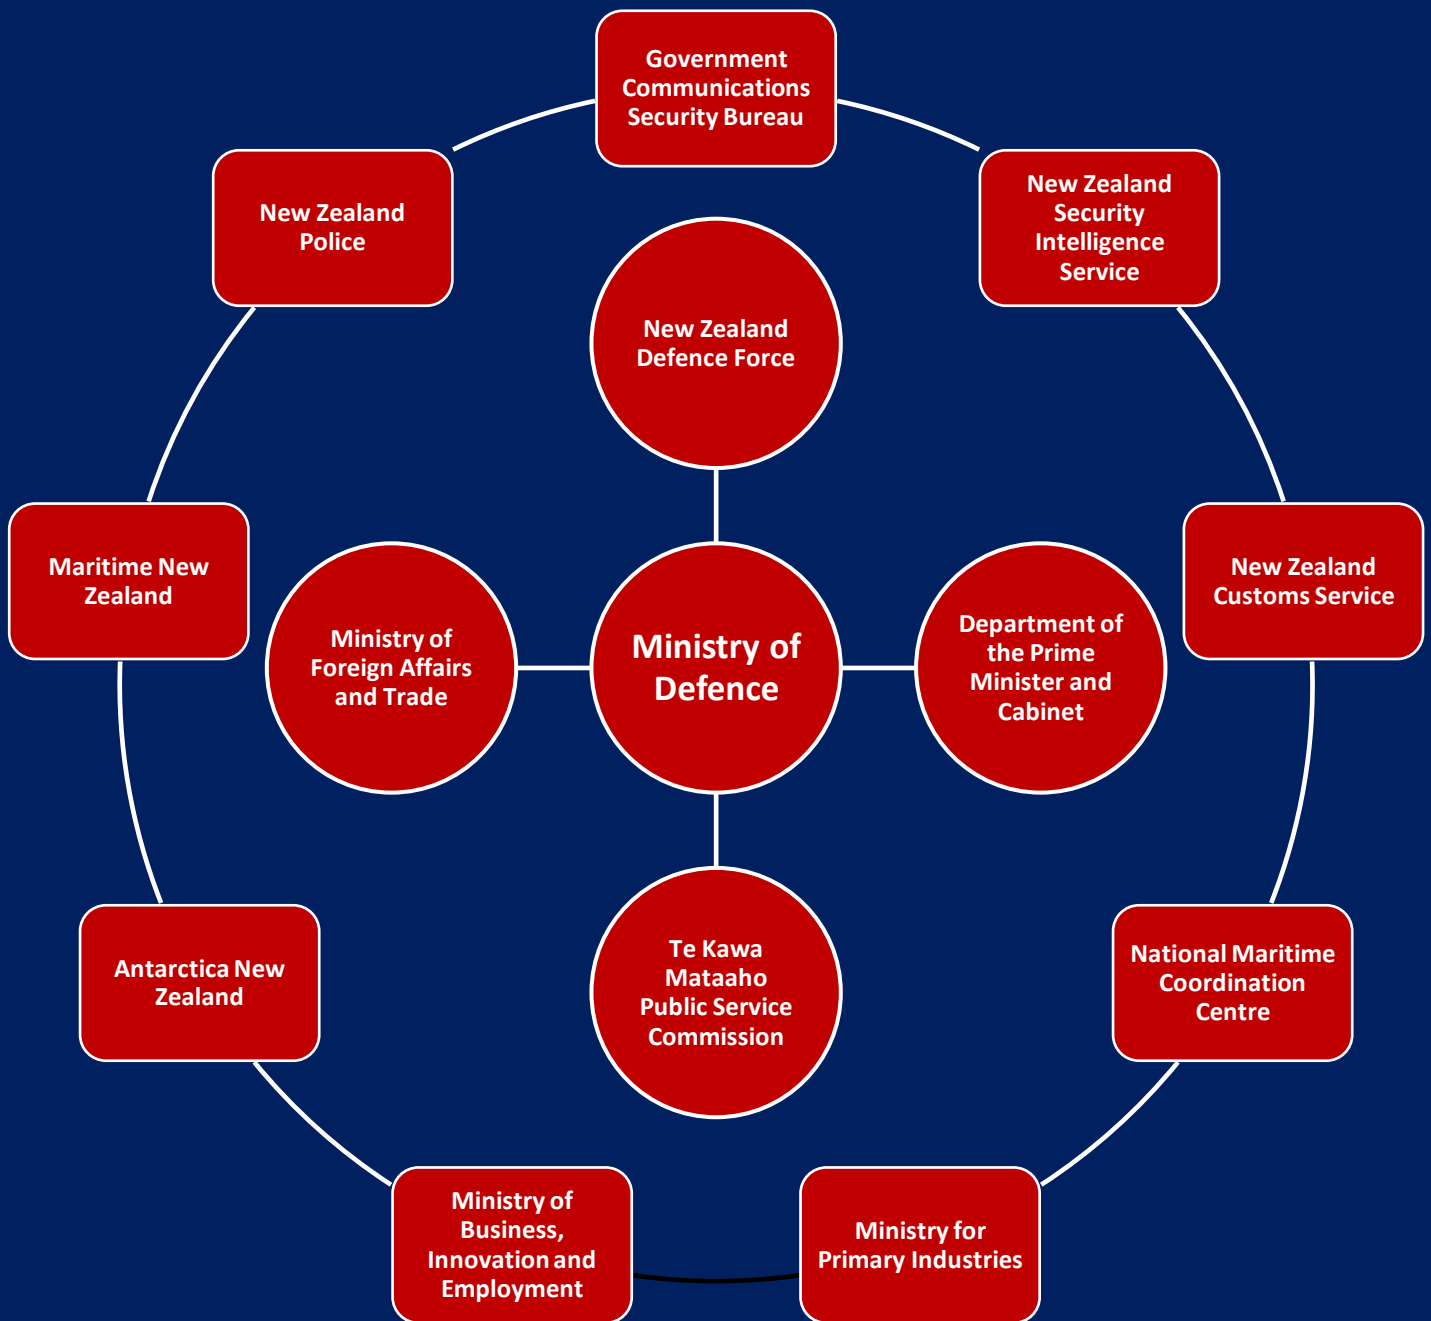 Government
Communications
Security Bureau
New Zealand
Police
New Zealand
Security
Intelligence
Service
New Zealand
Defence Force
Maritime New
Zealand
New Zealand
Customs Service
Ministry of
Foreign Affairs
and Trade
Ministry of
Defence
Department of
the Prime
Minister and
Cabinet
Antarctica New
Zealand
Te Kawa
Mataaho
Public Service
Commission
National Maritime
Coordination
Centre
Ministry of
Business,
Innovation and
Employment
Ministry for
Primary Industries